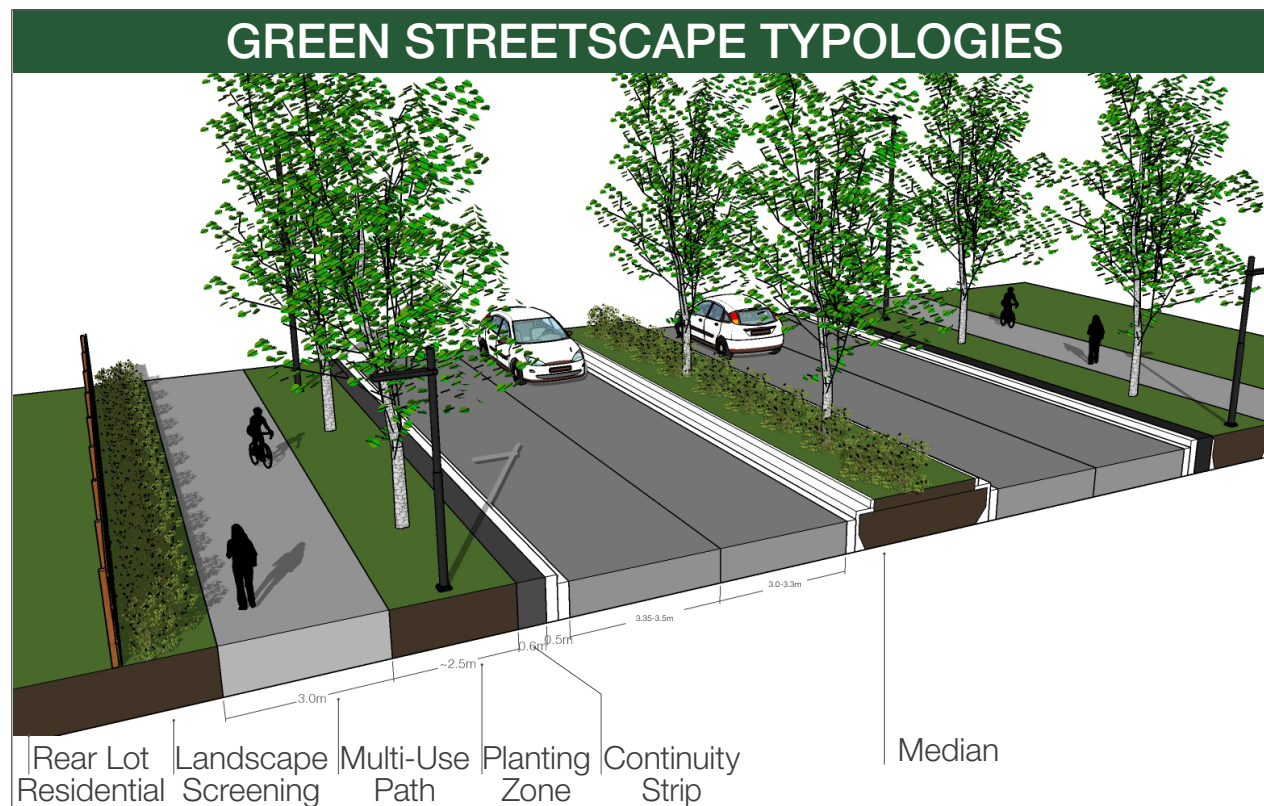 GREEN STREETSCAPE TYPOLOGIES
3.0-3.3m
3.35-3.5m
0.5m
0.6m
~2.5m
3.0m
Rear Lot
Residential
Landscape
Screening
Multi-Use
Path
Planting
Zone
Continuity
Strip
Median